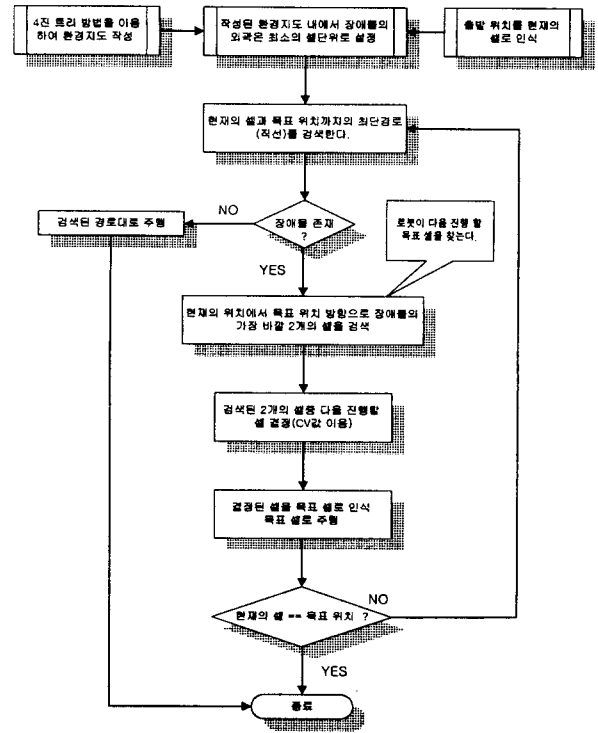 4진 트리 방법을 이용
하여 환경지도 작성
작성된 환경지도 내에서 장애물의
외곽은 최소의 셀단위로 설정
출발 위치를 현재의
셀로 인식
현재의 셀과 목표 위치까지의 최단경로
(직선)를 검색한다.
장애물 존재
?
NO
검색된 경로대로 주행
로봇이 다음 진행 할
목표 셀을 찾는다.
YES
현재의 위치에서 목표 위치 방향으로 장애물의
가장 바깥 2개의 셀을 검색
검색된 2개의 셀중 다음 진행할
셀 결정(CV값 이용)
결정된 셀을 목표 셀로 인식
목표 셀로 주행
NO
현재의 셀 == 목표 위치 ?
YES
종료